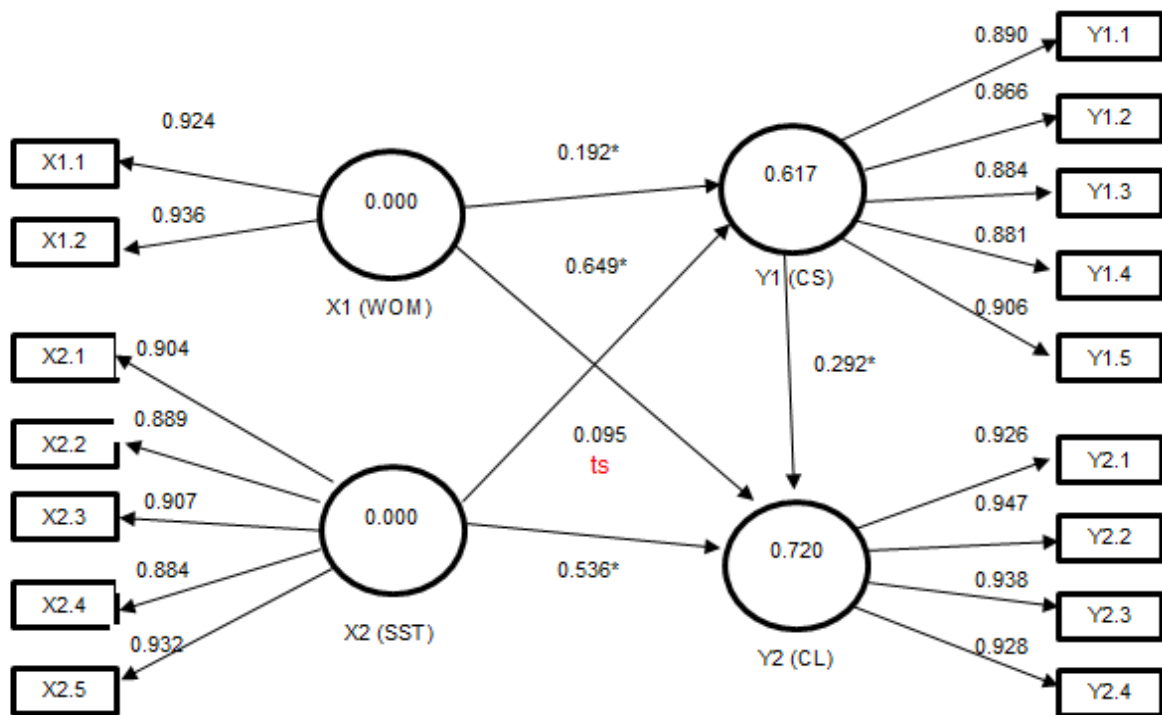 0.890
Y1.1
0.924
0.866
Y1.2
X1.1
0.192*
0.617
0.884
Y1.3
0.000
0.936
X1.2
0.881
Y1.4
0.649*
Y1 (CS)
X1 (WOM)
0.906
Y1.5
X2.1
0.904
0.292*
0.889
X2.2
0.095
ts
0.926
Y2.1
0.907
X2.3
0.000
0.947
Y2.2
0.720
0.884
0.536*
0.938
Y2.3
X2.4
X2 (SST)
0.932
Y2 (CL)
0.928
X2.5
Y2.4